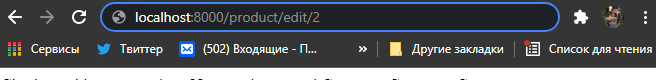 localhost:8000/product/edit/2
Сервисы Твиттер (502) Входящие - П... » Другие закладки Список для чтения